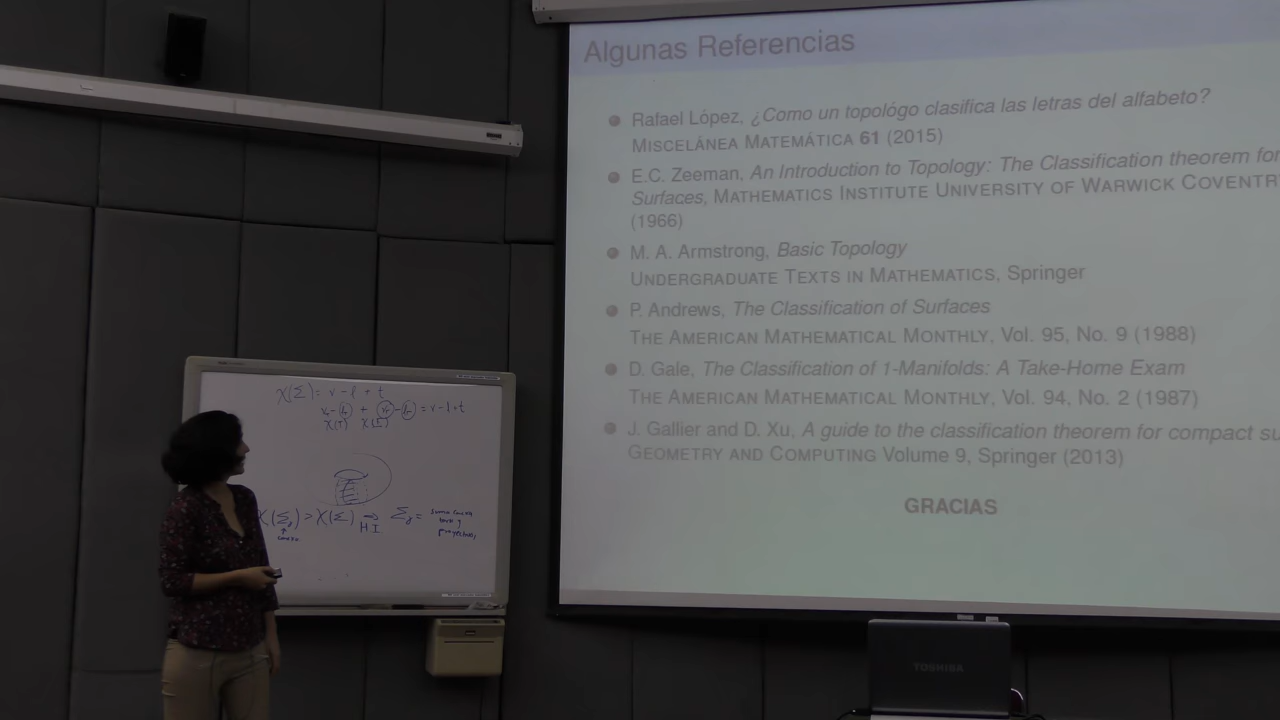 Algunas Referencias
Rafael López, ¿Como un topológo clasifica las letras del alfabeto?
MISCELÁNEA MATEMÁTICA 61 (2015)
E.C. Zeeman, An Introduction to Topology: The Classification theorem for
Surfaces, MATHEMATICS INSTITUTE UNIVERSITY OF WARWICK COVENTR
(1966)
M. A. Armstrong, Basic Topology
UNDERGRADUATE TEXTS IN MATHEMATICS, Springer
P. Andrews, The Classification of Surfaces
THE AMERICAN MATHEMATICAL MONTHLY, Vol. 95, No. 9 (1988)
D. Gale, The Classification of 1-Manifolds: A Take-Home Exam
THE AMERICAN MATHEMATICAL MONTHLY, Vol. 94, No. 2 (1987)
J. Gallier and D. Xu, A guide to the classification theorem for compact su
GEOMETRY AND COMPUTING Volume 9, Springer (2013)
GRACIAS
χ(Σ) = v - l + t
= v - l + t
χ(T) χ(Γ)
χ(Σ) > χ(Σ) ⇒ Σ =
HI
TOSHIBA